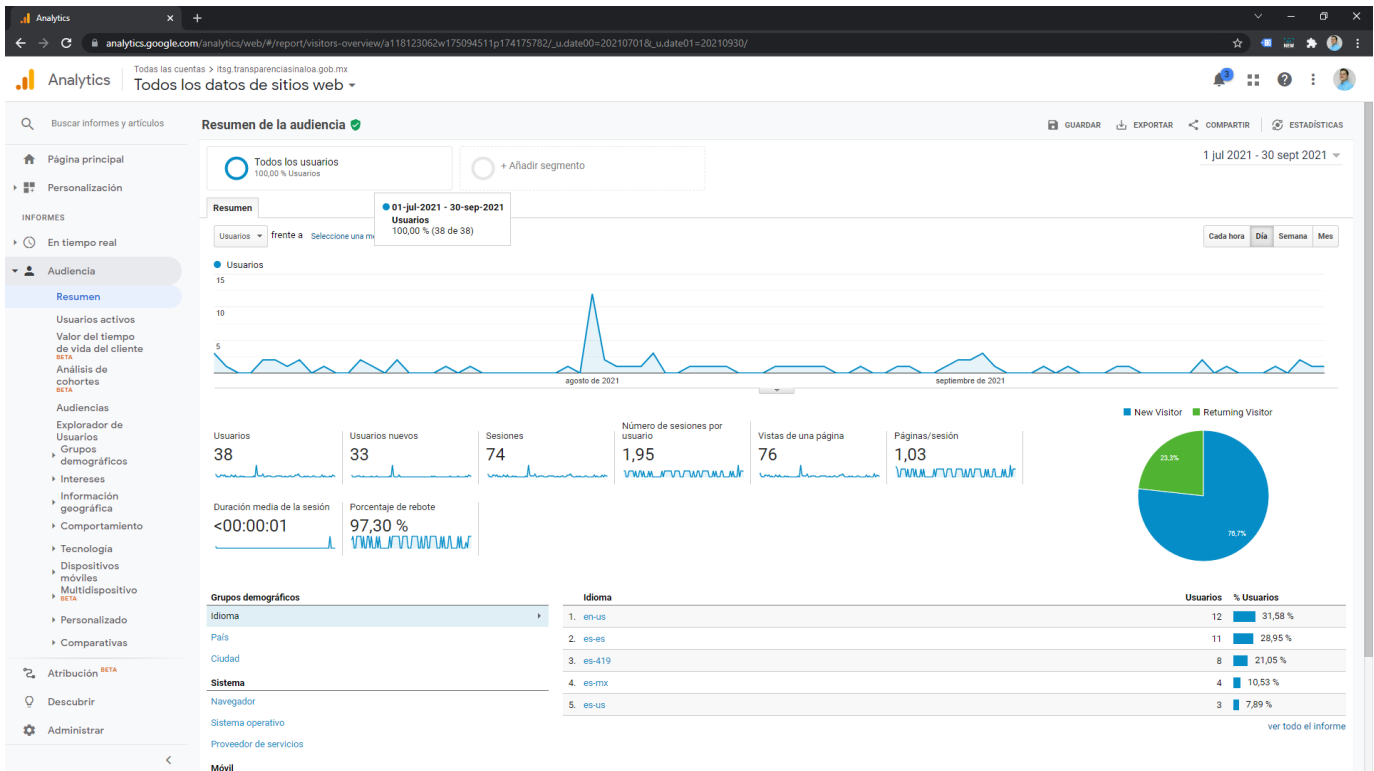 Analytics
analytics.google.com/analytics/web/#/report/visitors-overview/a118123062w175094511p174175782/_u.date00=20210701&_u.date01=20210930/
NEW
Analytics
Todas las cuentas > itsg.transparenciasinaloa.gob.mx
Todos los datos de sitios web
3
Buscar informes y artículos
Página principal
Personalización
INFORMES
En tiempo real
Audiencia
Resumen
Usuarios activos
Valor del tiempo
de vida del cliente
BETA
Análisis de
cohortes
BETA
Audiencias
Explorador de
Usuarios
Grupos
demográficos
Intereses
Información
geográfica
Comportamiento
Tecnología
Dispositivos
móviles
Multidispositivo
BETA
Personalizado
Comparativas
Atribución BETA
Descubrir
Administrar
Resumen de la audiencia
GUARDAR EXPORTAR COMPARTIR ESTADÍSTICAS
Todos los usuarios
100,00 % Usuarios
+ Añadir segmento
1 jul 2021 - 30 sept 2021
Resumen
01-jul-2021 - 30-sep-2021
Usuarios
100,00 % (38 de 38)
Usuarios frente a Seleccione una
Cada hora Día Semana Mes
Usuarios
15
10
5
agosto de 2021 septiembre de 2021
New Visitor Returning Visitor
23,3%
76,7%
Usuarios
38
Usuarios nuevos
33
Sesiones
74
Número de sesiones por
usuario
1,95
Vistas de una página
76
Páginas/sesión
1,03
Duración media de la sesión
<00:00:01
Porcentaje de rebote
97,30 %
Grupos demográficos
Idioma
País
Ciudad
Sistema
Navegador
Sistema operativo
Proveedor de servicios
Móvil
Idioma Usuarios % Usuarios
1. en-us 12 31,58 %
2. es-es 11 28,95 %
3. es-419 8 21,05 %
4. es-mx 4 10,53 %
5. es-us 3 7,89 %
ver todo el informe